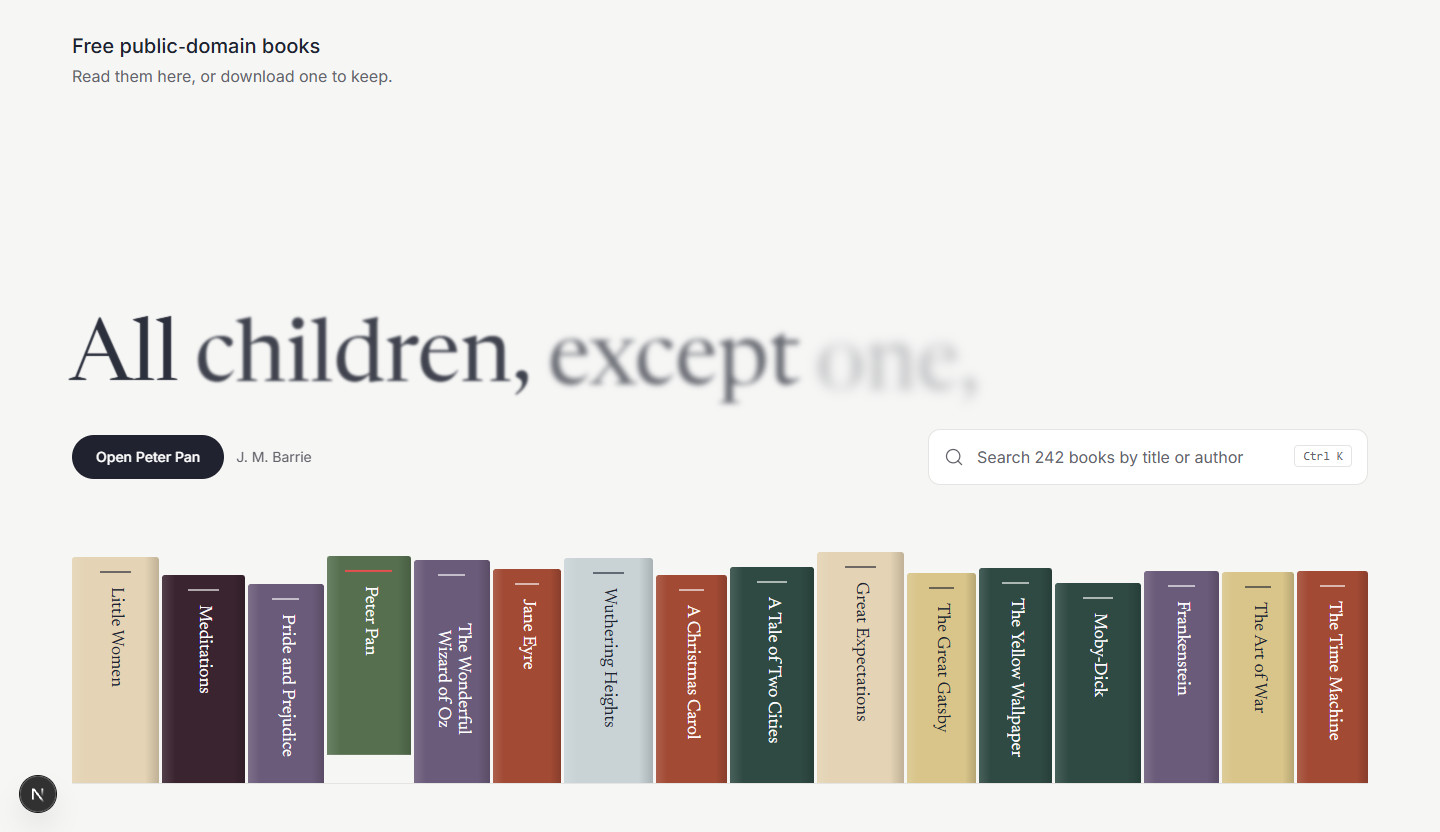 Free public-domain books
Read them here, or download one to keep.
All children, except one,
Open Peter Pan
J. M. Barrie
Search 242 books by title or author
Ctrl K
Little Women
Meditations
Pride and Prejudice
Peter Pan
The Wonderful
Wizard of Oz
Jane Eyre
Wuthering Heights
A Christmas Carol
A Tale of Two Cities
Great Expectations
The Great Gatsby
The Yellow Wallpaper
Moby-Dick
Frankenstein
The Art of War
The Time Machine
N